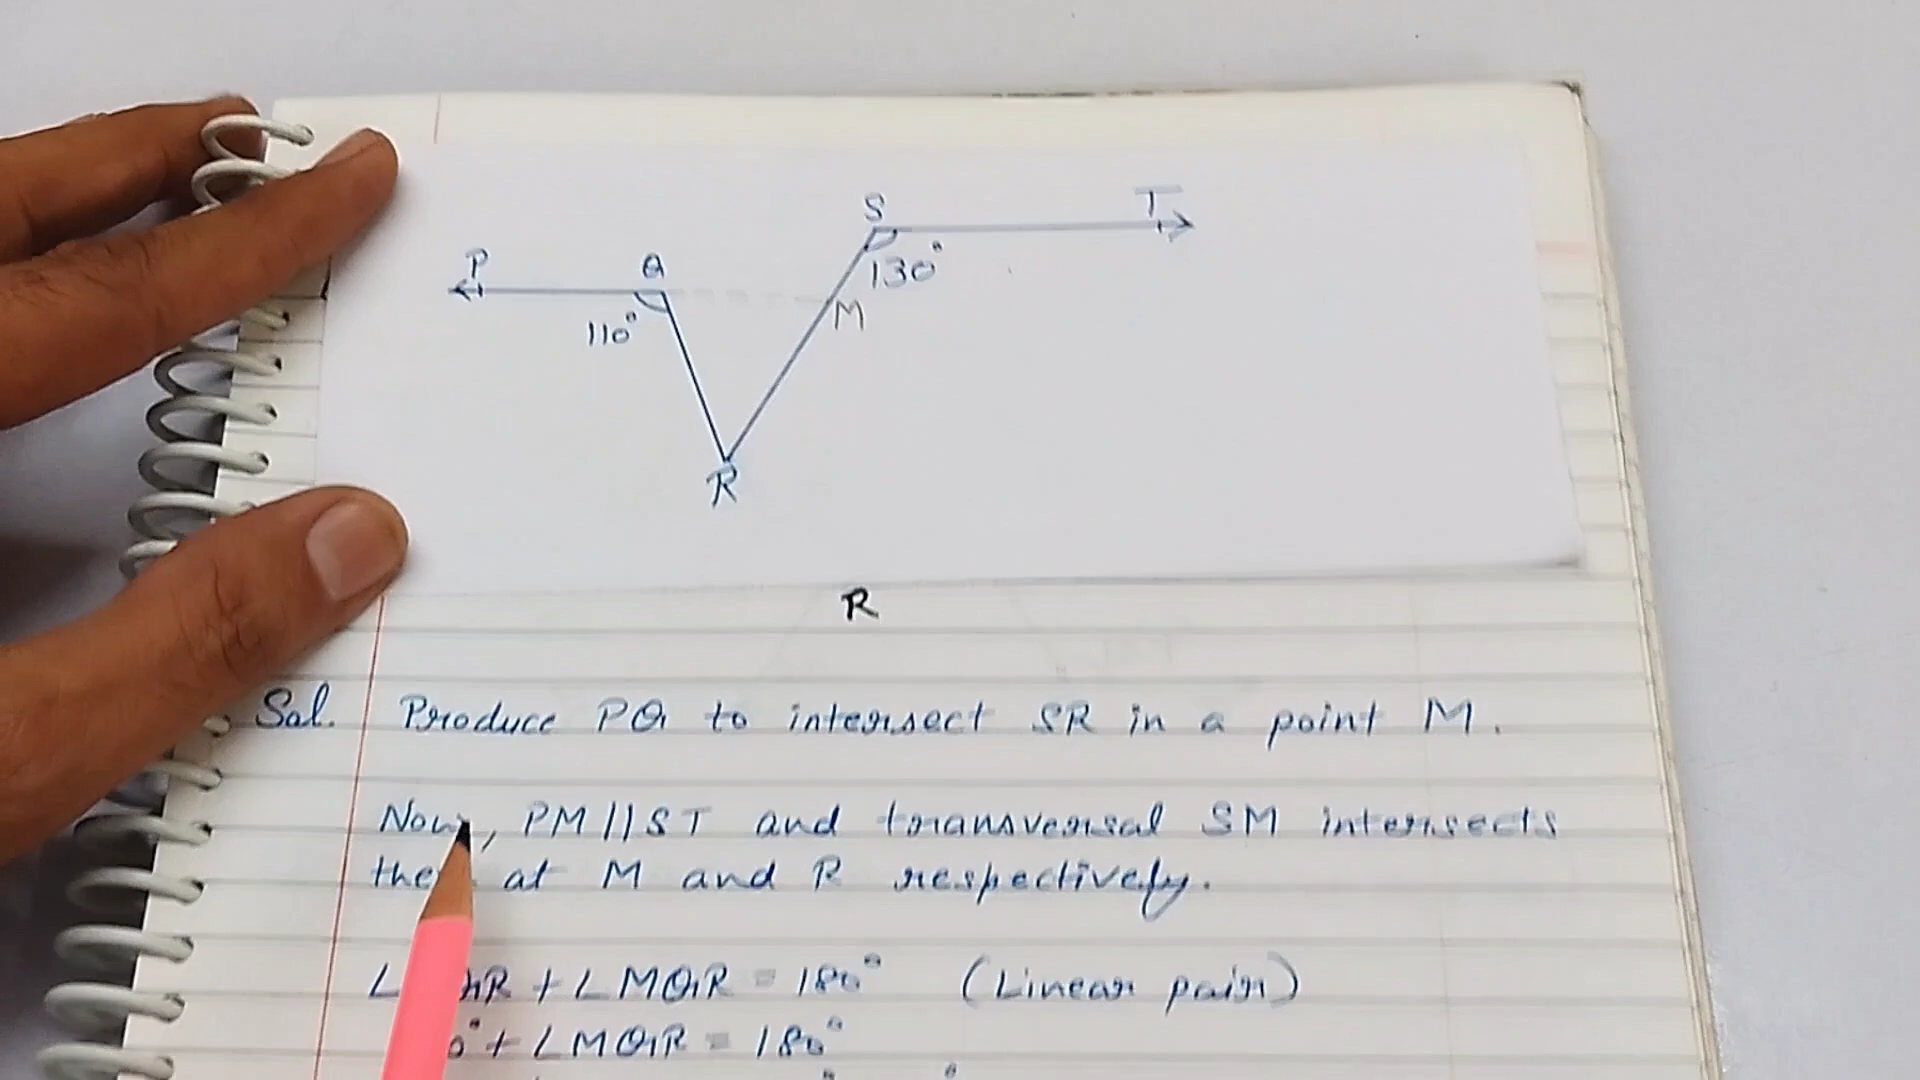 S T
P Q
130°
M
110°
R
R
Sol. Produce PQ to intersect SR in a point M.
Now, PM || ST and transversal SM intersects
at M and R respectively.
+ ∠MQR = 180° (Linear pair)
+ ∠MQR = 180°